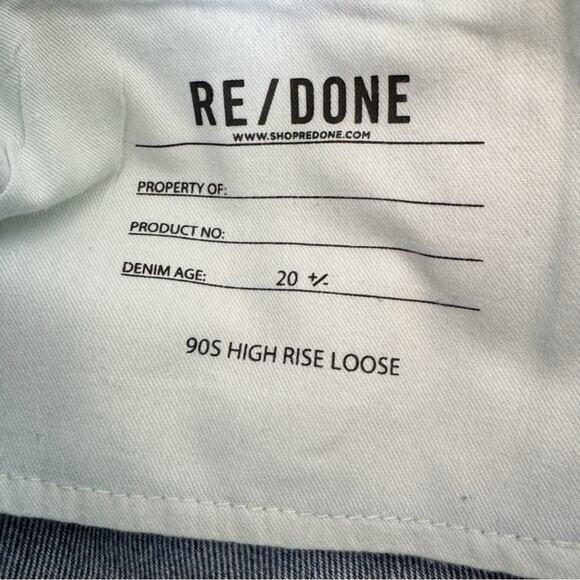 RE/DONE
WWW.SHOPREDONE.COM
PROPERTY OF:
PRODUCT NO:
DENIM AGE: 20 +/-
90S HIGH RISE LOOSE